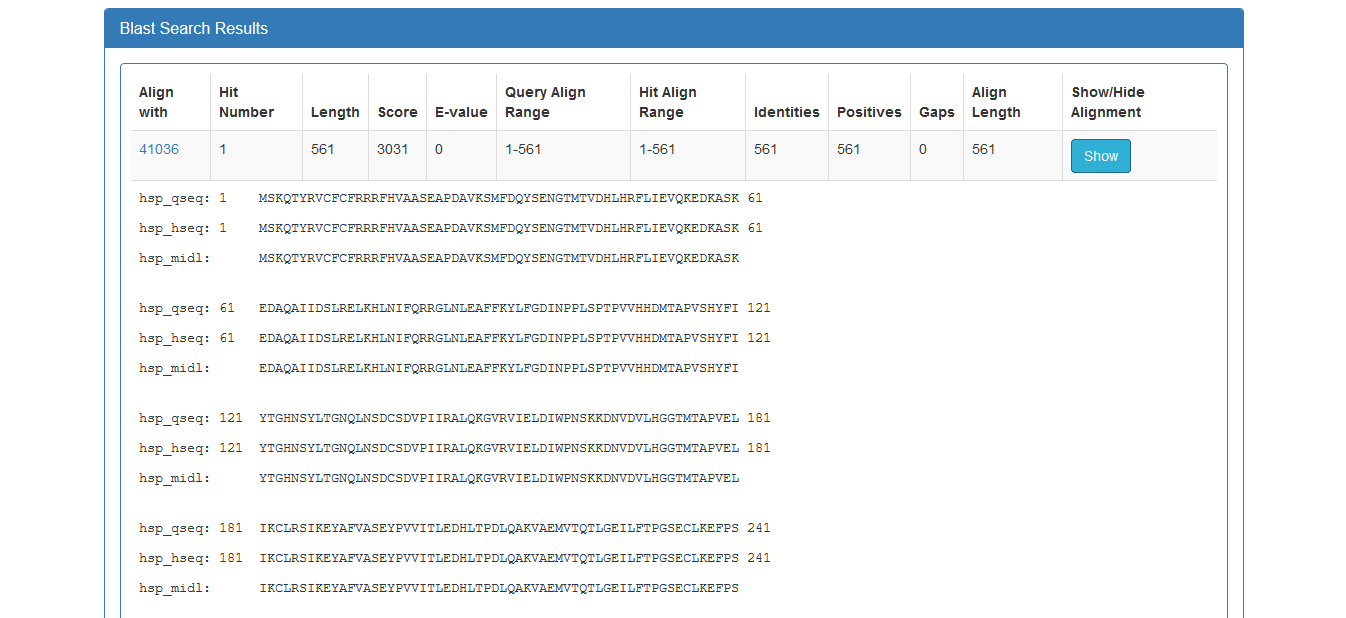 Blast Search Results
Align with Hit Number Length Score E-value Query Align Range Hit Align Range Identities Positives Gaps Align Length Show/Hide Alignment
41036 1 561 3031 0 1-561 1-561 561 561 0 561 Show
hsp_qseq: 1 MSKQTYRVCFCFRRRFHVAASEAPDAVKSMFDQYSENGTMTVDHLHRFLIEVQKEDKASK 61
hsp_hseq: 1 MSKQTYRVCFCFRRRFHVAASEAPDAVKSMFDQYSENGTMTVDHLHRFLIEVQKEDKASK 61
hsp_midl: MSKQTYRVCFCFRRRFHVAASEAPDAVKSMFDQYSENGTMTVDHLHRFLIEVQKEDKASK
hsp_qseq: 61 EDAQAIIDSLRELKHLNIFQRRGLNLEAFFKYLFGDINPPLSPTPVVHHDMTAPVSHYFI 121
hsp_hseq: 61 EDAQAIIDSLRELKHLNIFQRRGLNLEAFFKYLFGDINPPLSPTPVVHHDMTAPVSHYFI 121
hsp_midl: EDAQAIIDSLRELKHLNIFQRRGLNLEAFFKYLFGDINPPLSPTPVVHHDMTAPVSHYFI
hsp_qseq: 121 YTGHNSYLTGNQLNSDCSDVPIIRALQKGVRVIELDIWPNSKKDNVDVLHGGTMTAPVEL 181
hsp_hseq: 121 YTGHNSYLTGNQLNSDCSDVPIIRALQKGVRVIELDIWPNSKKDNVDVLHGGTMTAPVEL 181
hsp_midl: YTGHNSYLTGNQLNSDCSDVPIIRALQKGVRVIELDIWPNSKKDNVDVLHGGTMTAPVEL
hsp_qseq: 181 IKCLRSIKEYAFVASEYPVVITLEDHLTPDLQAKVAEMVTQTLGEILFTPGSECLKEFPS 241
hsp_hseq: 181 IKCLRSIKEYAFVASEYPVVITLEDHLTPDLQAKVAEMVTQTLGEILFTPGSECLKEFPS 241
hsp_midl: IKCLRSIKEYAFVASEYPVVITLEDHLTPDLQAKVAEMVTQTLGEILFTPGSECLKEFPS